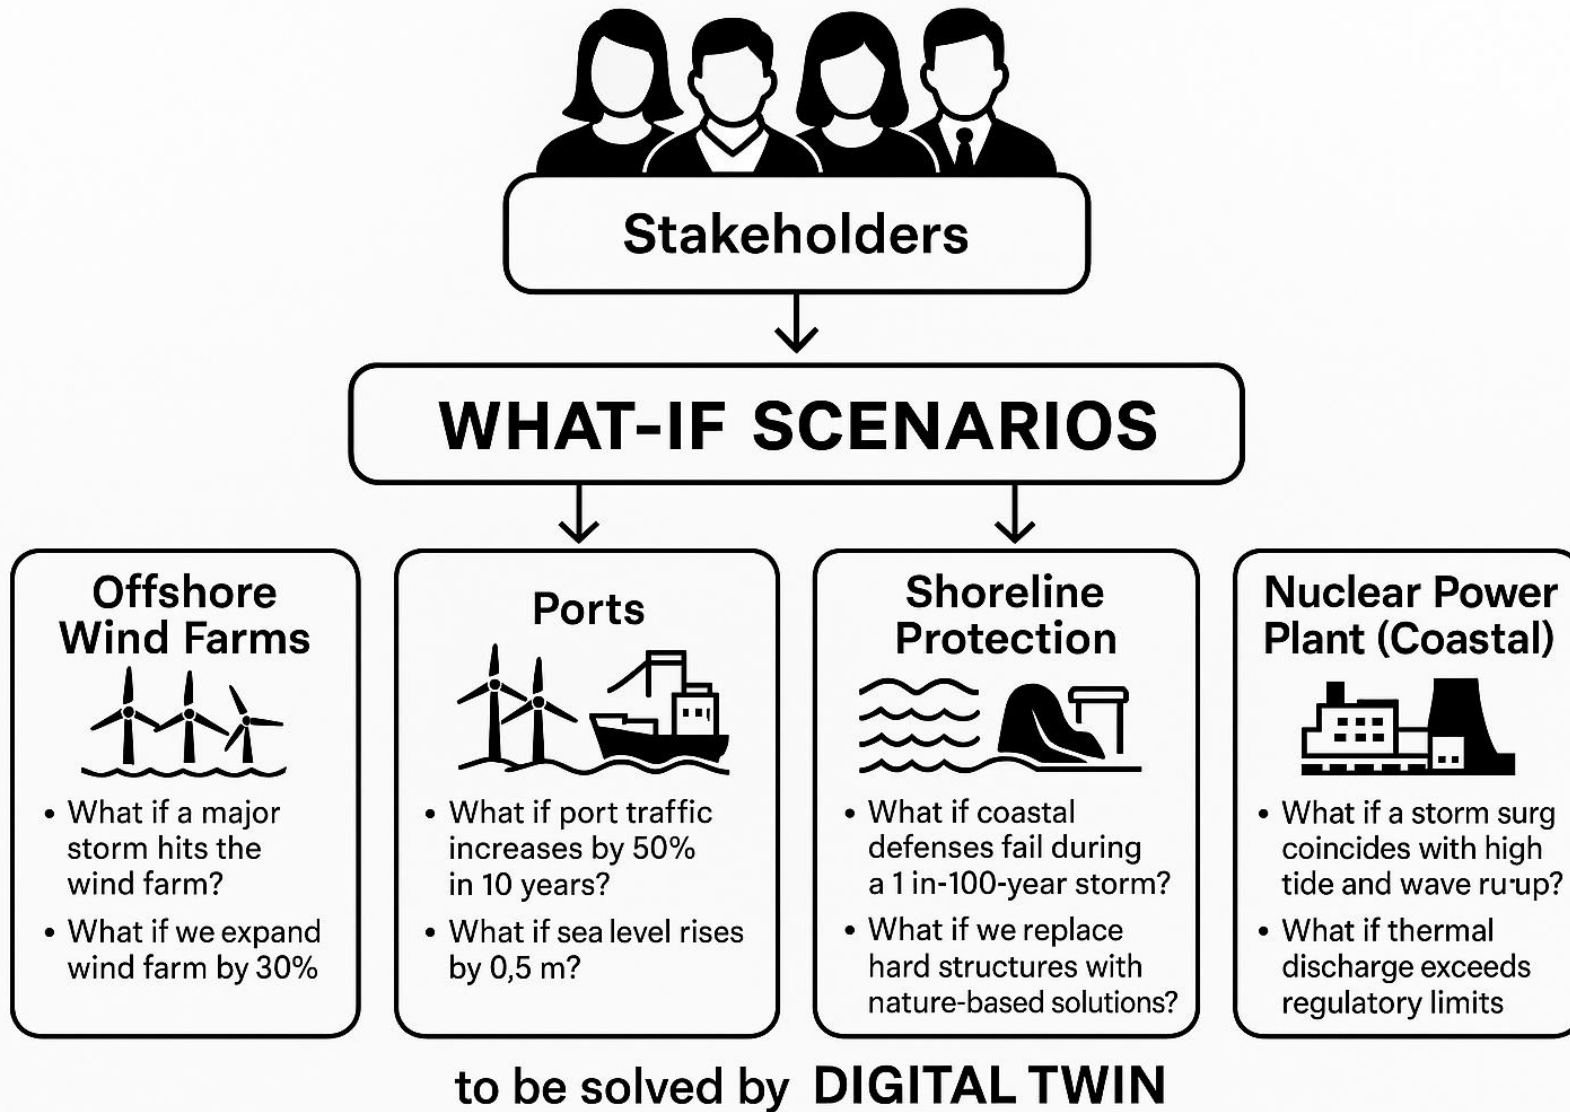 Stakeholders
WHAT-IF SCENARIOS
Offshore
Wind Farms
• What if a major
storm hits the
wind farm?
• What if we expand
wind farm by 30%
Ports
• What if port traffic
increases by 50%
in 10 years?
• What if sea level rises
by 0,5 m?
Shoreline
Protection
• What if coastal
defenses fail during
a 1 in-100-year storm?
• What if we replace
hard structures with
nature-based solutions?
Nuclear Power
Plant (Coastal)
• What if a storm surg
coincides with high
tide and wave ru-up?
• What if thermal
discharge exceeds
regulatory limits
to be solved by DIGITAL TWIN